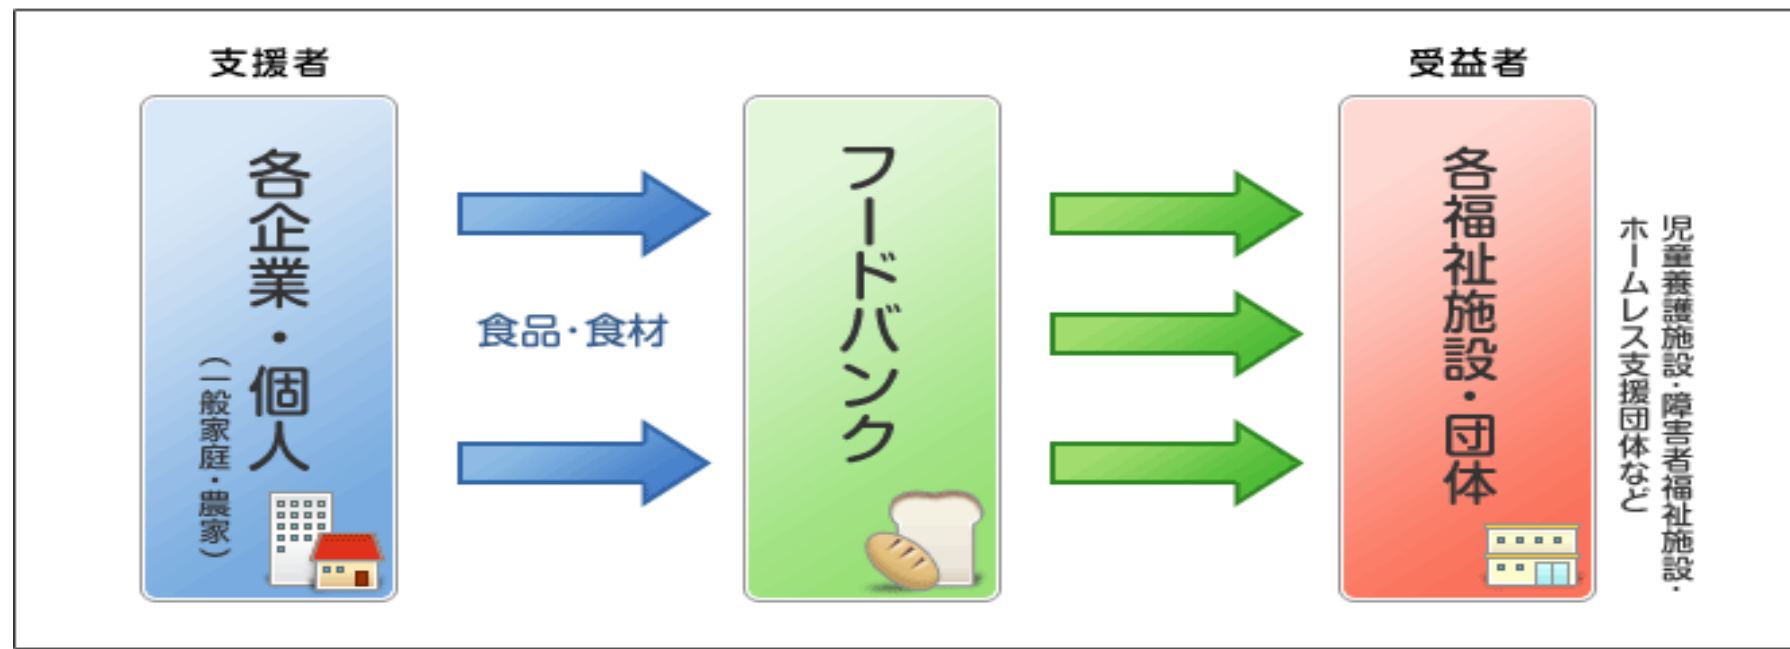 支援者
各企業・個人
（一般家庭・農家）
食品・食材
フードバンク
受益者
各福祉施設・団体
児童養護施設・障害者福祉施設・
ホームレス支援団体など